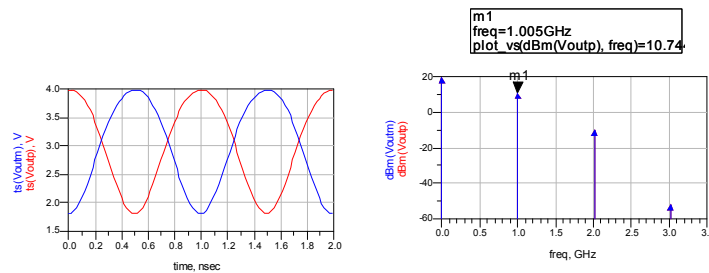 m1
freq=1.005GHz
plot_vs(dBm(Voutp), freq)=10.74
m1
4.0
3.5
3.0
2.5
2.0
1.5
ts(Voutm), V
ts(Voutp), V
0.0 0.2 0.4 0.6 0.8 1.0 1.2 1.4 1.6 1.8 2.0
time, nsec
20
0
-20
-40
-60
dBm(Voutm)
dBm(Voutp)
0.0 0.5 1.0 1.5 2.0 2.5 3.0 3.
freq, GHz